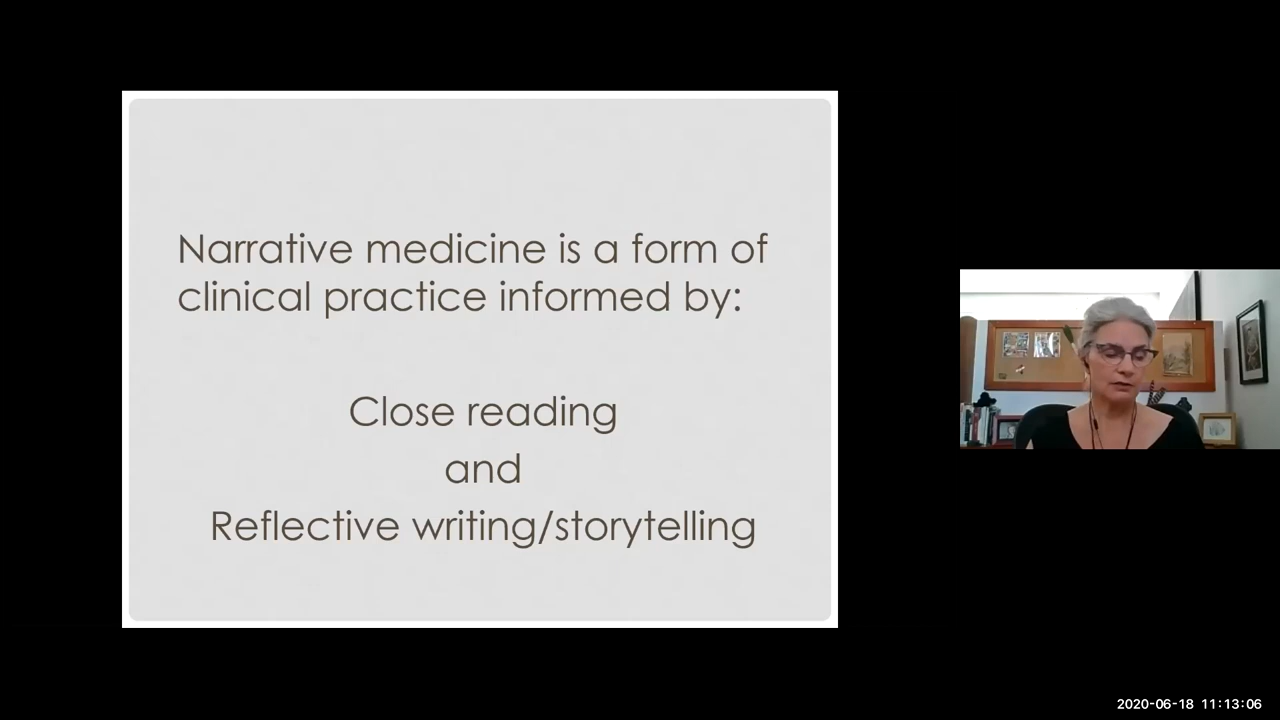 Narrative medicine is a form of
clinical practice informed by:
Close reading
and
Reflective writing/storytelling
2020-06-18 11:13:06